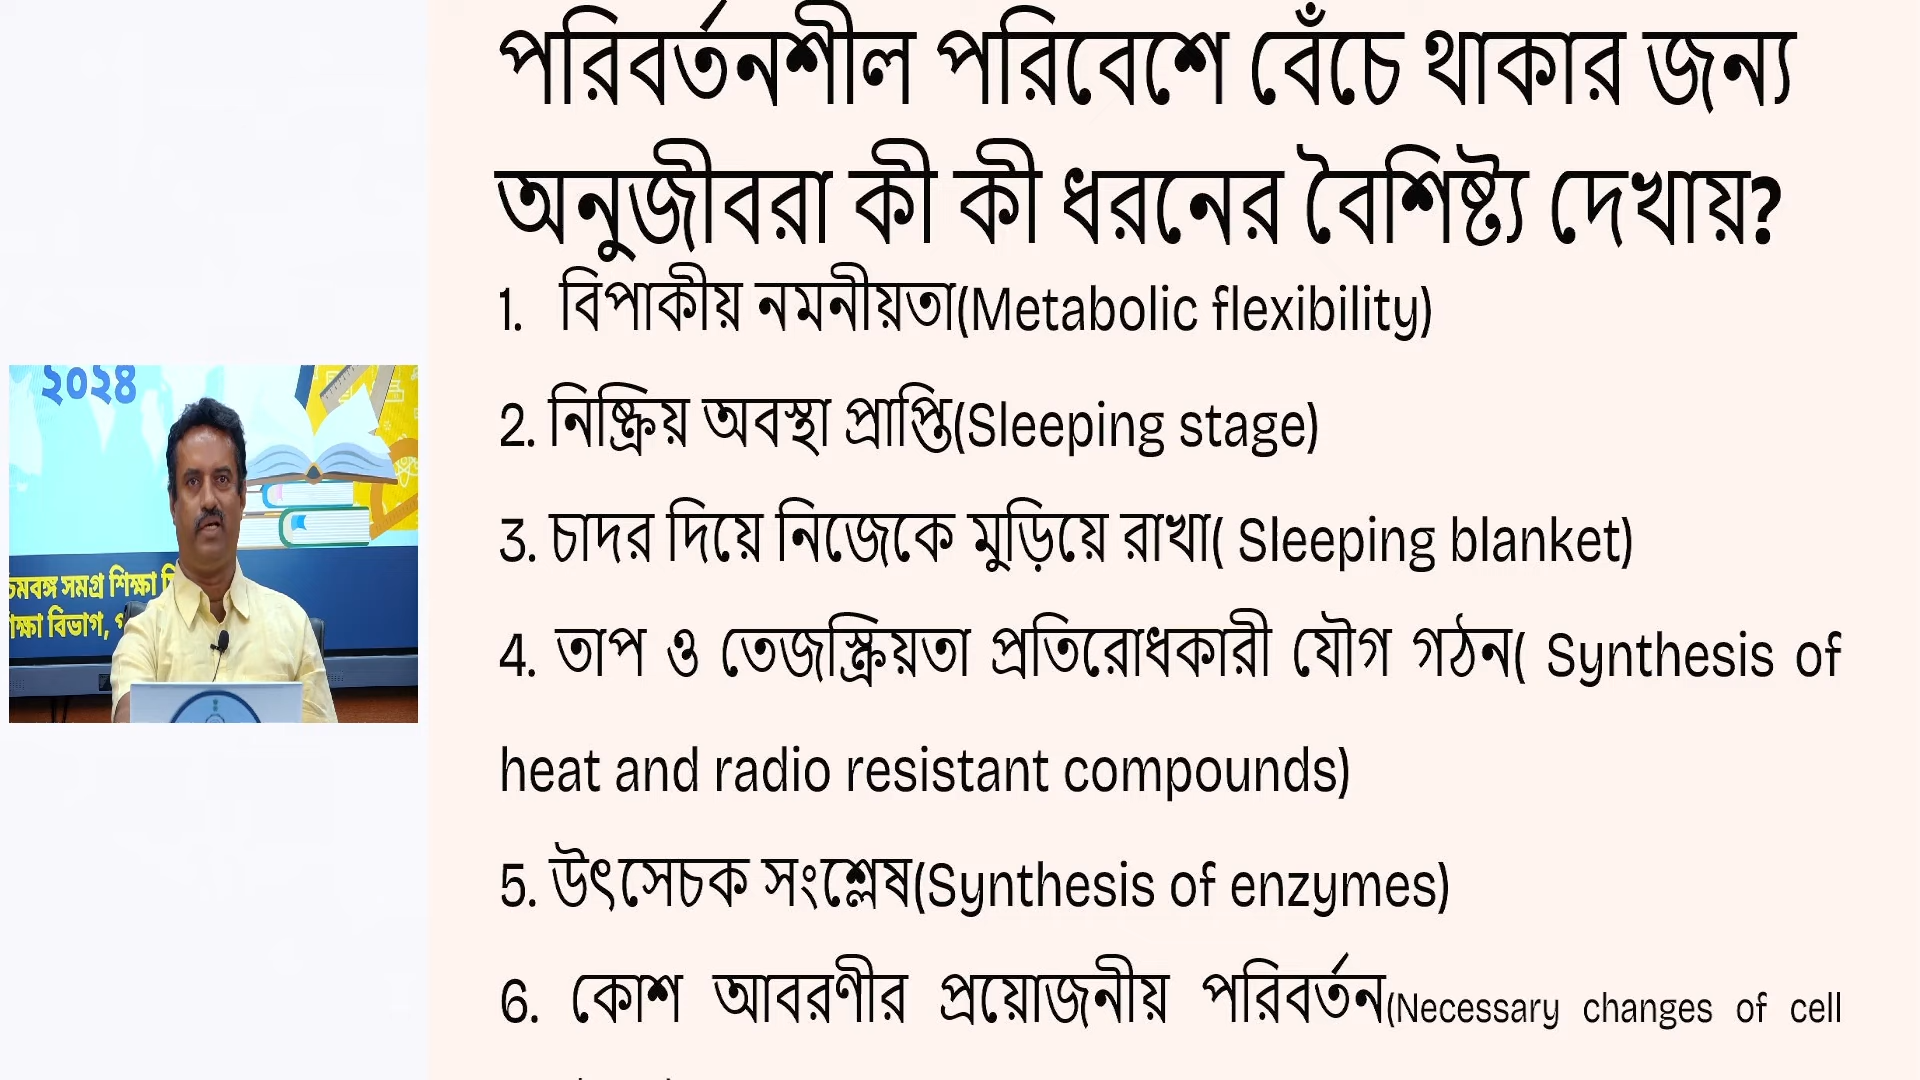 পরিবর্তনশীল পরিবেশে বেঁচে থাকার জন্য
অনুজীবরা কী কী ধরনের বৈশিষ্ট্য দেখায়?
1. বিপাকীয় নমনীয়তা(Metabolic flexibility)
2. নিষ্ক্রিয় অবস্থা প্রাপ্তি(Sleeping stage)
3. চাদর দিয়ে নিজেকে মুড়িয়ে রাখা( Sleeping blanket)
4. তাপ ও তেজস্ক্রিয়তা প্রতিরোধকারী যৌগ গঠন( Synthesis of
heat and radio resistant compounds)
5. উৎসেচক সংশ্লেষ(Synthesis of enzymes)
6. কোশ আবরণীর প্রয়োজনীয় পরিবর্তন(Necessary changes of cell
২০২৪
সমগ্র শিক্ষা
বিভাগ,